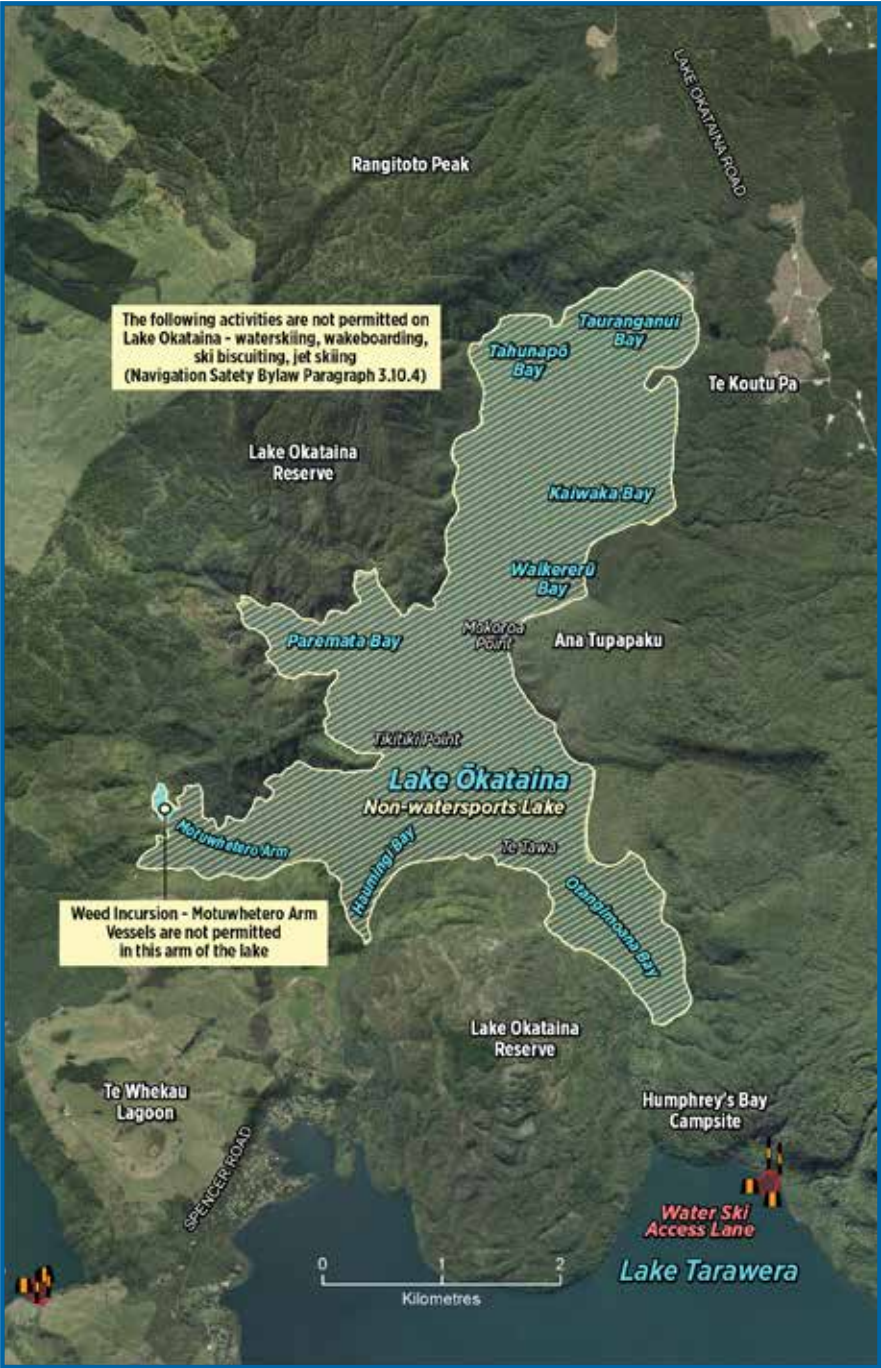 LAKE OKATAINA ROAD
Rangitoto Peak
The following activities are not permitted on
Lake Okataina - waterskiing, wakeboarding,
ski biscuiting, jet skiing
(Navigation Satety Bylaw Paragraph 3.10.4)
Tauranganui
Bay
Tahunapō
Bay
Te Koutu Pa
Lake Okataina
Reserve
Kaiwaka Bay
Waikererū
Bay
Mokoroa
Point
Ana Tupapaku
Paremata Bay
Tikitiki Point
Lake Ōkataina
Non-watersports Lake
Motuwhetero Arm
Haumingi Bay
Te Tawa
Otangimoana Bay
Weed Incursion - Motuwhetero Arm
Vessels are not permitted
in this arm of the lake
Lake Okataina
Reserve
Te Whekau
Lagoon
Humphrey's Bay
Campsite
SPENCER ROAD
Water Ski
Access Lane
Lake Tarawera
0 1 2
Kilometres